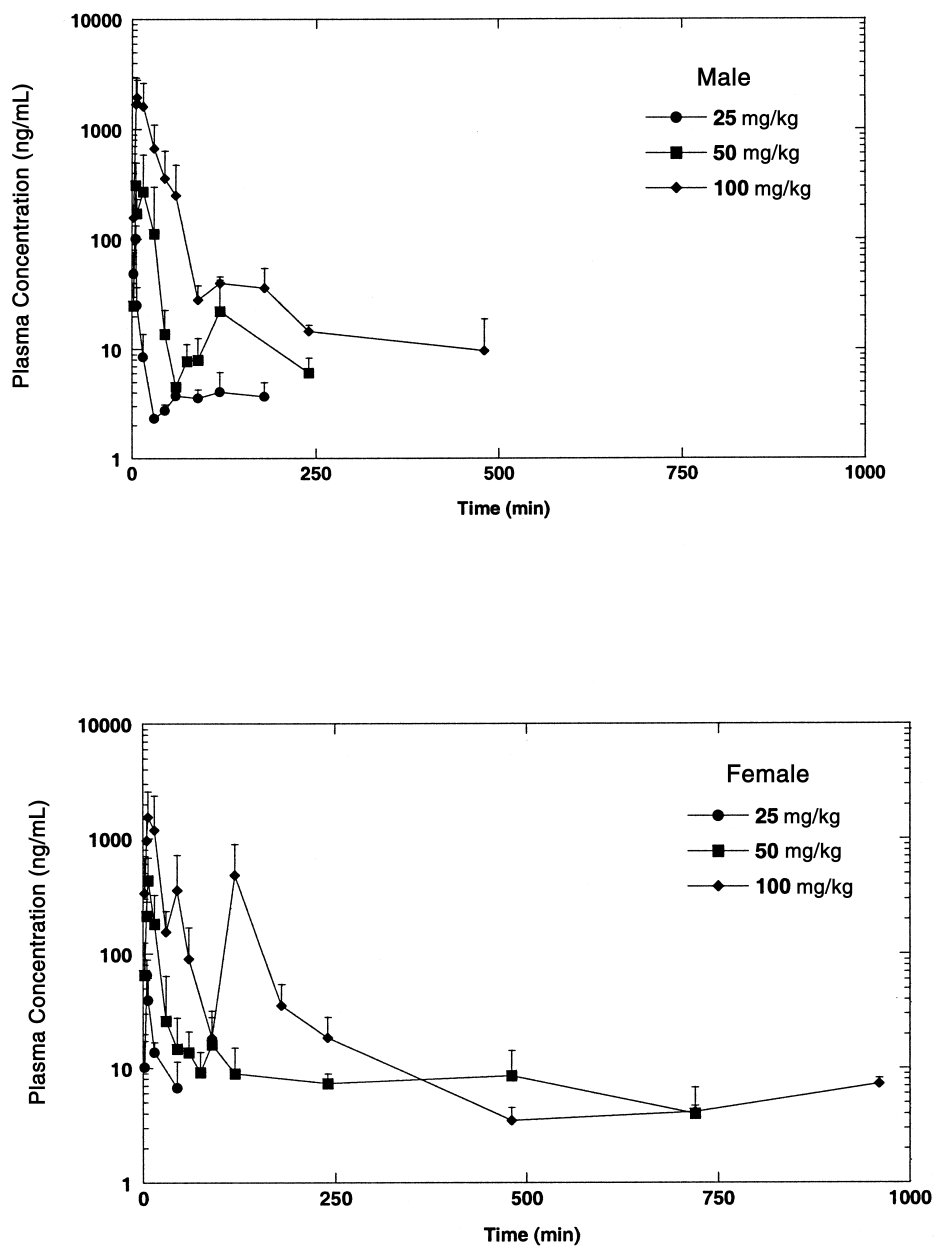 10000
1000
100
10
1
Plasma Concentration (ng/mL)
Male
25 mg/kg
50 mg/kg
100 mg/kg
0
250
500
750
1000
Time (min)
10000
1000
100
10
1
Plasma Concentration (ng/mL)
Female
25 mg/kg
50 mg/kg
100 mg/kg
0
250
500
750
1000
Time (min)